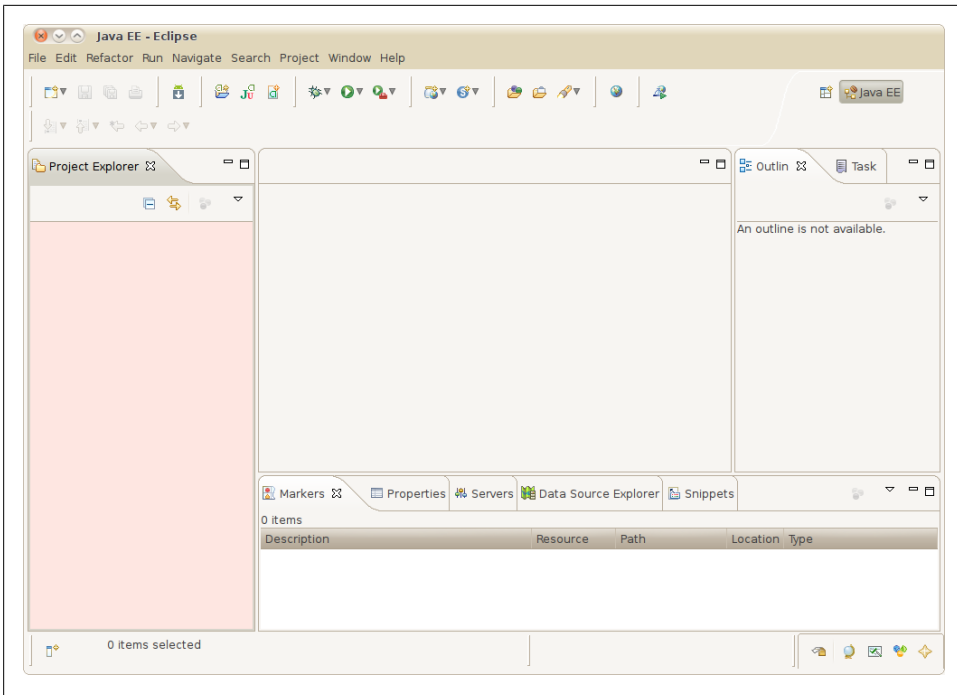 Java EE - Eclipse
File Edit Refactor Run Navigate Search Project Window Help
Java EE
Project Explorer
Outlin Task
An outline is not available.
Markers Properties Servers Data Source Explorer Snippets
0 items
Description Resource Path Location Type
0 items selected